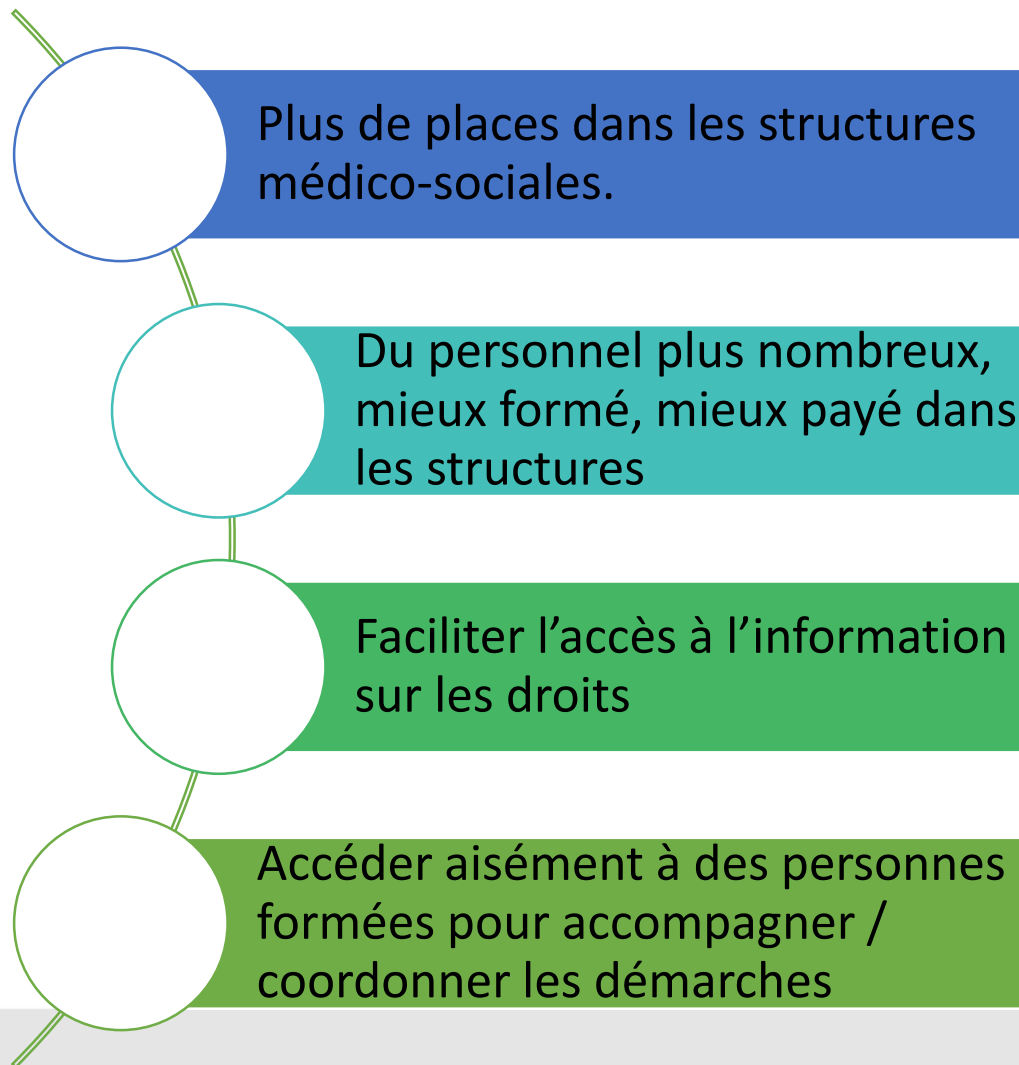 Plus de places dans les structures
médico-sociales.
Du personnel plus nombreux,
mieux formé, mieux payé dans
les structures
Faciliter l’accès à l’information
sur les droits
Accéder aisément à des personnes
formées pour accompagner /
coordonner les démarches